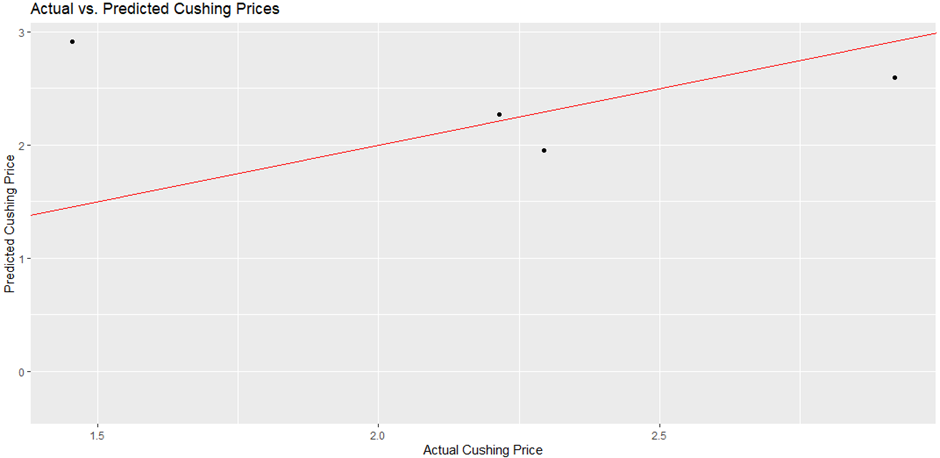 Actual vs. Predicted Cushing Prices
3
2
1
0
Predicted Cushing Price
1.5 2.0 2.5
Actual Cushing Price